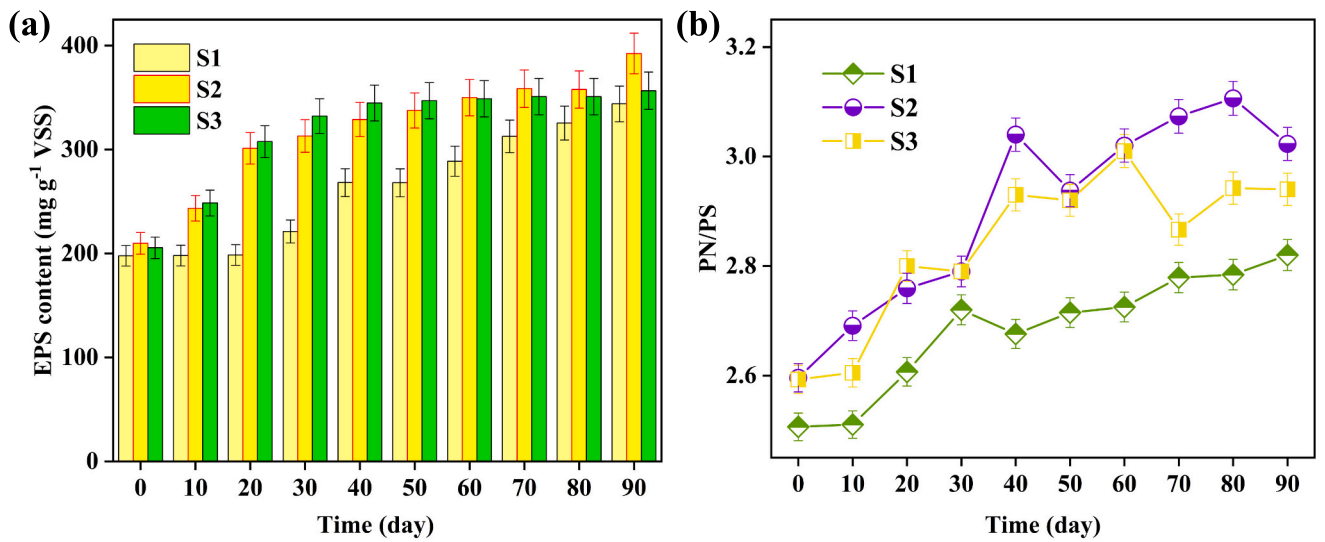 (a)
400
300
200
100
0
EPS content (mg g⁻¹ VSS)
S1
S2
S3
0 10 20 30 40 50 60 70 80 90
Time (day)
(b)
3.2
3.0
2.8
2.6
PN/PS
S1
S2
S3
0 10 20 30 40 50 60 70 80 90
Time (day)